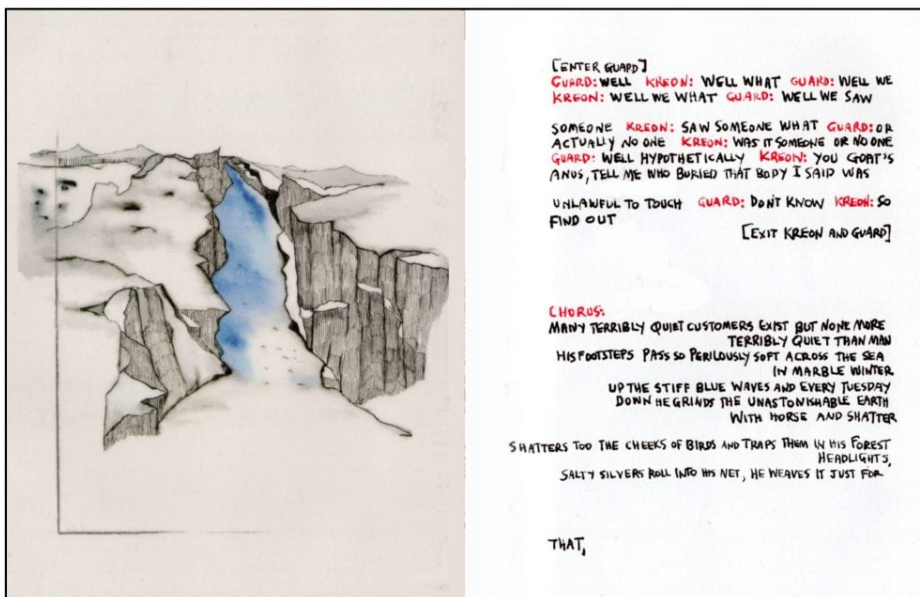 [ENTER GUARD]
GUARD: WELL KREON: WELL WHAT GUARD: WELL WE
KREON: WELL WE WHAT GUARD: WELL WE SAW
SOMEONE KREON: SAW SOMEONE WHAT GUARD: OR
ACTUALLY NO ONE KREON: WAS IT SOMEONE OR NO ONE
GUARD: WELL HYPOTHETICALLY KREON: YOU GOAT'S
ANUS, TELL ME WHO BURIED THAT BODY I SAID WAS
UNLAWFUL TO TOUCH GUARD: DON'T KNOW KREON: SO
FIND OUT
[EXIT KREON AND GUARD]
CHORUS:
MANY TERRIBLY QUIET CUSTOMERS EXIST BUT NONE MORE
TERRIBLY QUIET THAN MAN
HIS FOOTSTEPS PASS SO PERILOUSLY SOFT ACROSS THE SEA
IN MARBLE WINTER
UP THE STIFF BLUE WAVES AND EVERY TUESDAY
DOWN HE GRINDS THE UNASTONISHABLE EARTH
WITH HORSE AND SHATTER
SHATTERS TOO THE CHEEKS OF BIRDS AND TRAPS THEM IN HIS FOREST
HEADLIGHTS,
SALTY SILVERS ROLL INTO HIS NET, HE WEAVES IT JUST FOR
THAT,